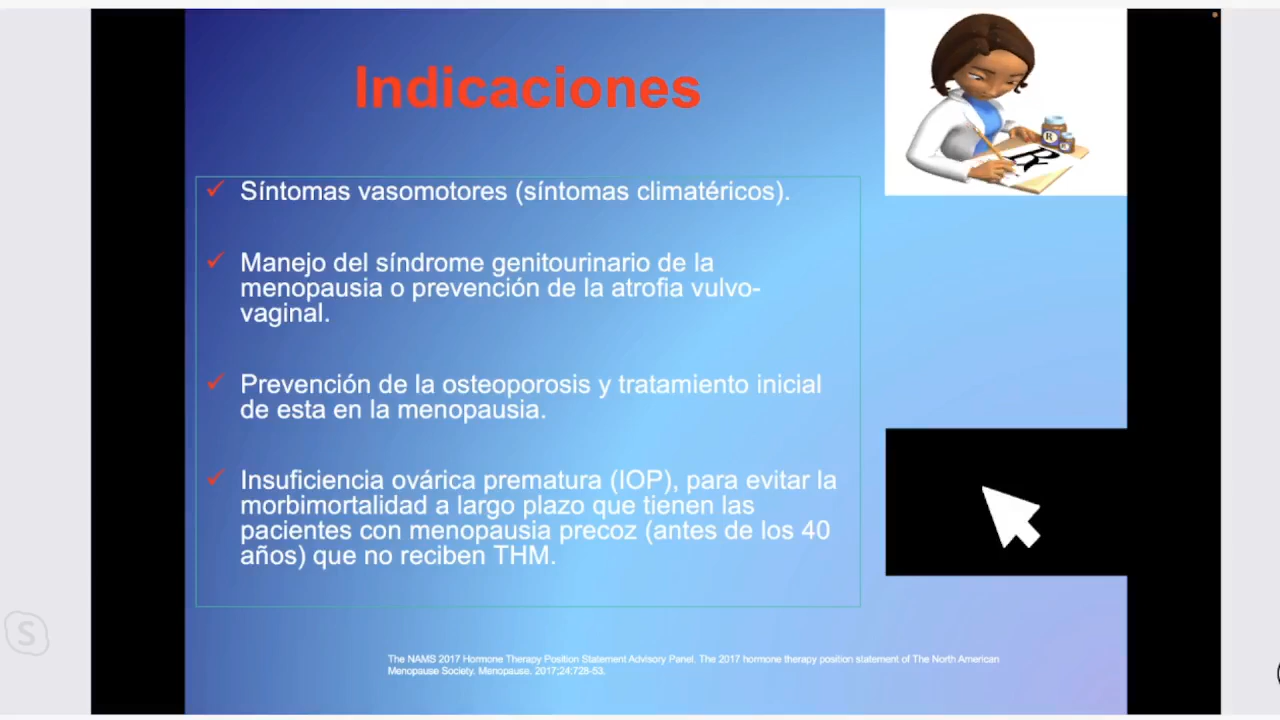 Indicaciones
Síntomas vasomotores (síntomas climatéricos).
Manejo del síndrome genitourinario de la
menopausia o prevención de la atrofia vulvo-
vaginal.
Prevención de la osteoporosis y tratamiento inicial
de esta en la menopausia.
Insuficiencia ovárica prematura (IOP), para evitar la
morbimortalidad a largo plazo que tienen las
pacientes con menopausia precoz (antes de los 40
años) que no reciben THM.
The NAMS 2017 Hormone Therapy Position Statement Advisory Panel. The 2017 hormone therapy position statement of The North American
Menopause Society. Menopause. 2017;24:728-53.
R
R
R
S